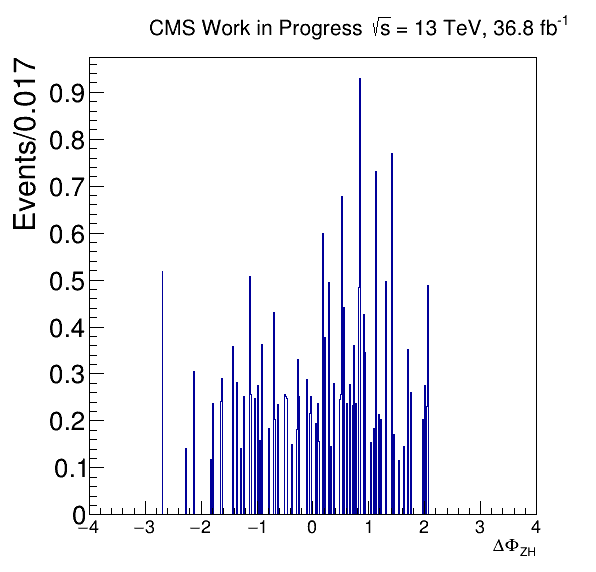 CMS Work in Progress √s = 13 TeV, 36.8 fb⁻¹
Events/0.017
0.9
0.8
0.7
0.6
0.5
0.4
0.3
0.2
0.1
0
−4 −3 −2 −1 0 1 2 3 4
ΔΦ_ZH